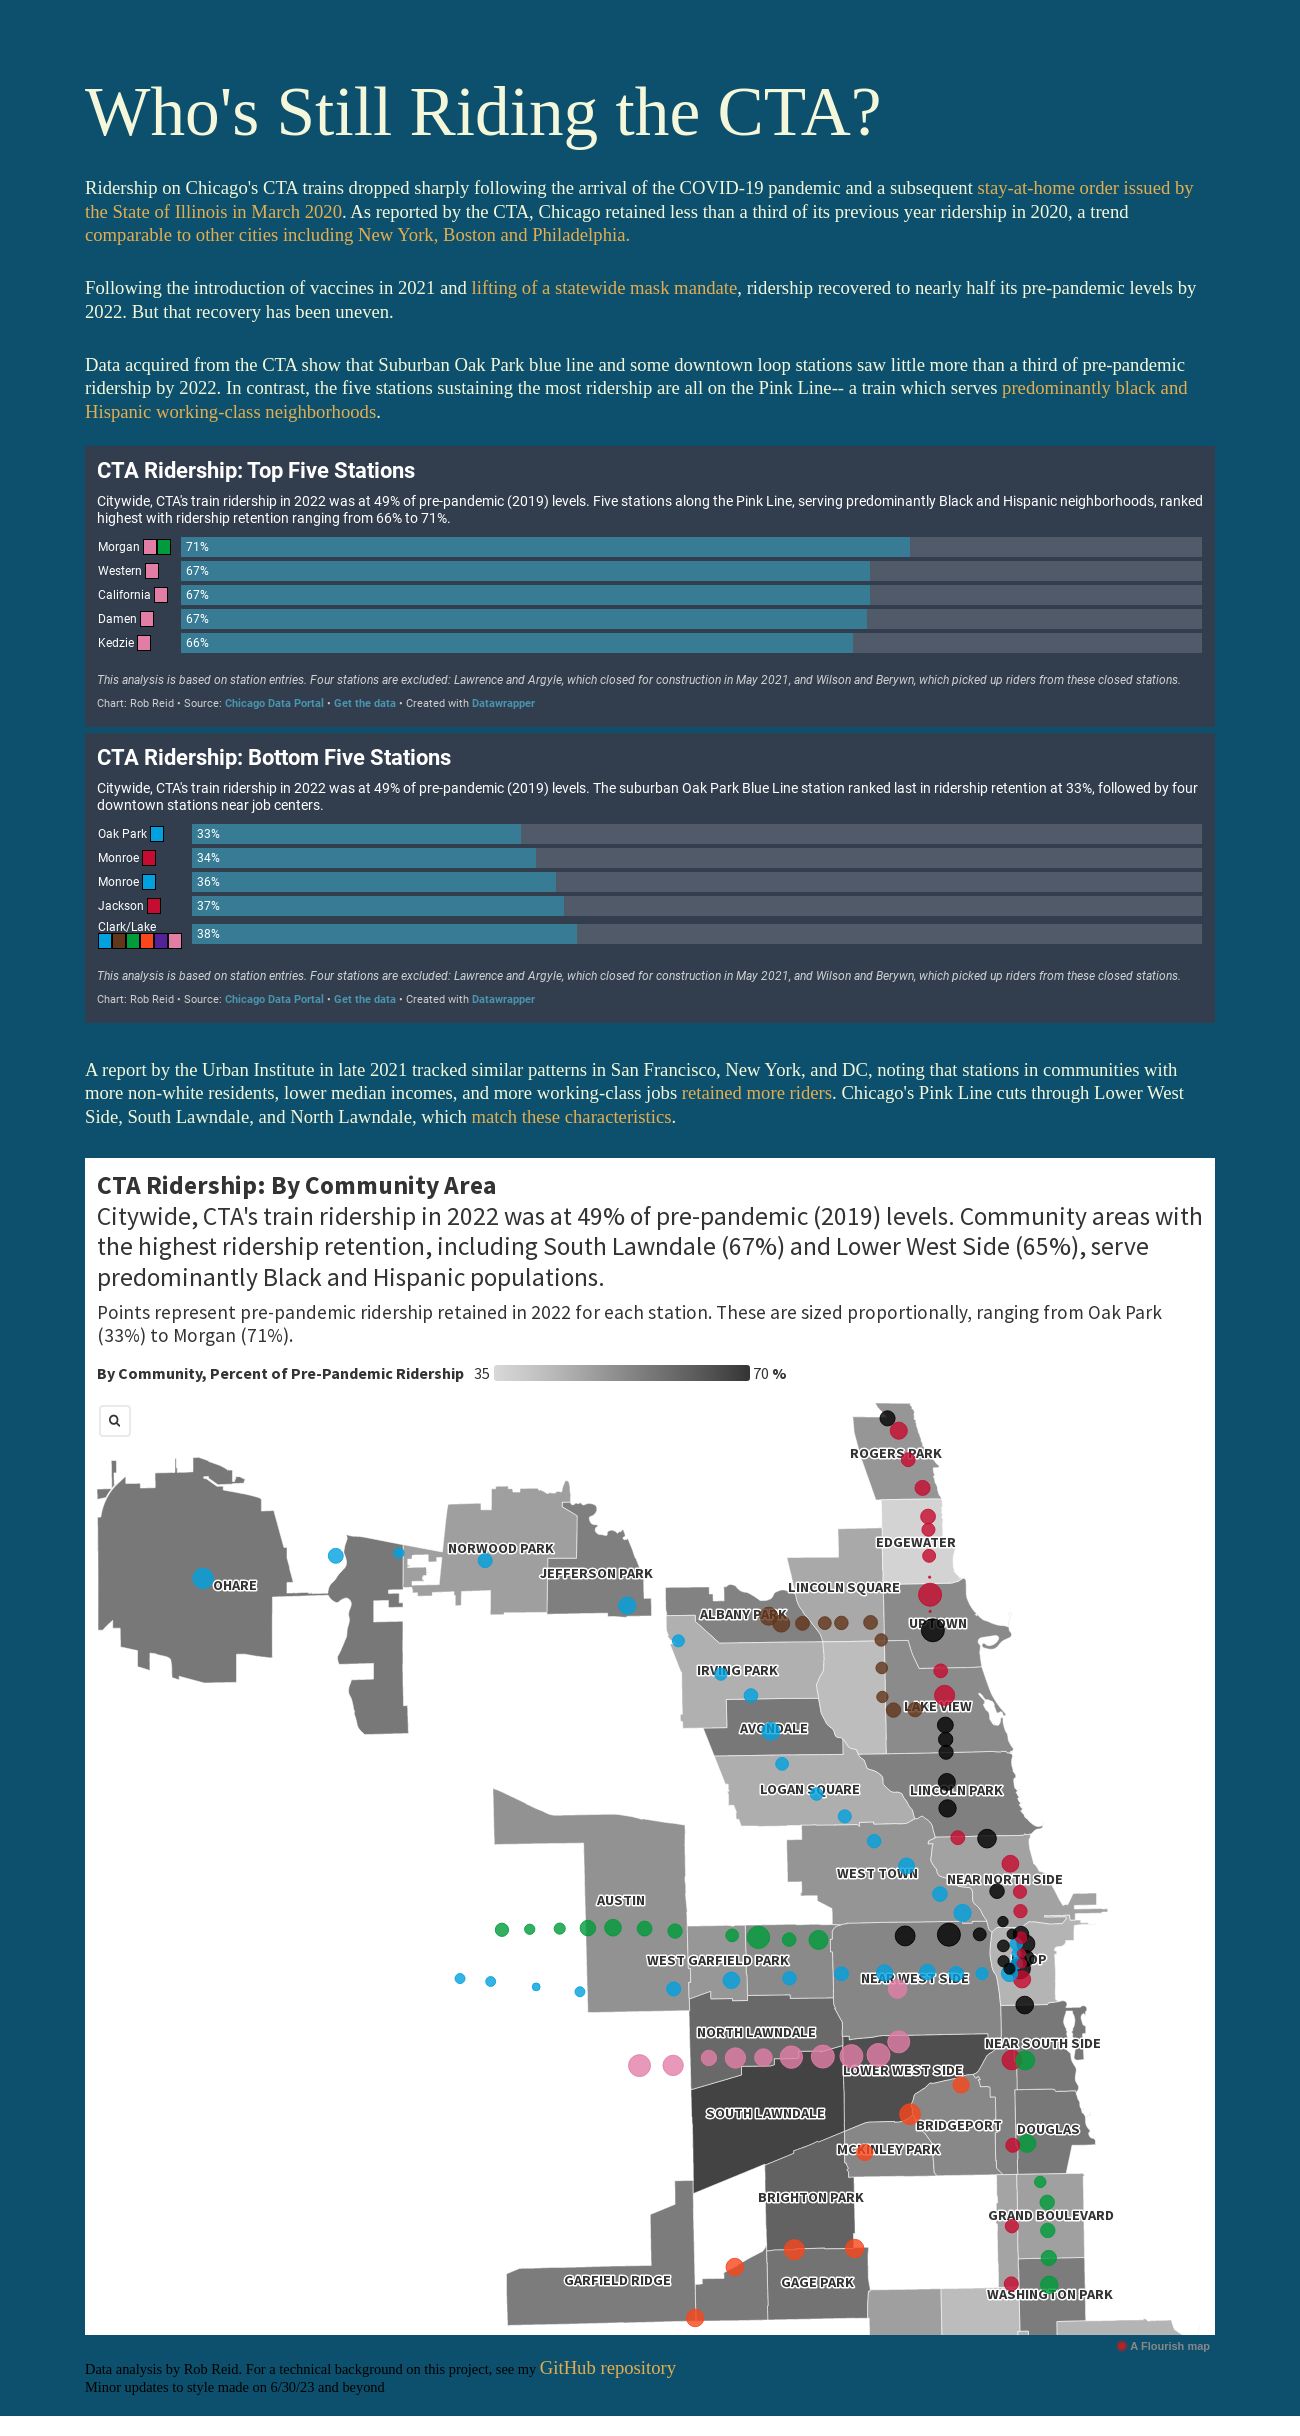 Who's Still Riding the CTA?
Ridership on Chicago's CTA trains dropped sharply following the arrival of the COVID-19 pandemic and a subsequent stay-at-home order issued by
the State of Illinois in March 2020. As reported by the CTA, Chicago retained less than a third of its previous year ridership in 2020, a trend
comparable to other cities including New York, Boston and Philadelphia.
Following the introduction of vaccines in 2021 and lifting of a statewide mask mandate, ridership recovered to nearly half its pre-pandemic levels by
2022. But that recovery has been uneven.
Data acquired from the CTA show that Suburban Oak Park blue line and some downtown loop stations saw little more than a third of pre-pandemic
ridership by 2022. In contrast, the five stations sustaining the most ridership are all on the Pink Line-- a train which serves predominantly black and
Hispanic working-class neighborhoods.
CTA Ridership: Top Five Stations
Citywide, CTA's train ridership in 2022 was at 49% of pre-pandemic (2019) levels. Five stations along the Pink Line, serving predominantly Black and Hispanic neighborhoods, ranked
highest with ridership retention ranging from 66% to 71%.
Morgan 71%
Western 67%
California 67%
Damen 67%
Kedzie 66%
This analysis is based on station entries. Four stations are excluded: Lawrence and Argyle, which closed for construction in May 2021, and Wilson and Berywn, which picked up riders from these closed stations.
Chart: Rob Reid • Source: Chicago Data Portal • Get the data • Created with Datawrapper
CTA Ridership: Bottom Five Stations
Citywide, CTA's train ridership in 2022 was at 49% of pre-pandemic (2019) levels. The suburban Oak Park Blue Line station ranked last in ridership retention at 33%, followed by four
downtown stations near job centers.
Oak Park 33%
Monroe 34%
Monroe 36%
Jackson 37%
Clark/Lake 38%
This analysis is based on station entries. Four stations are excluded: Lawrence and Argyle, which closed for construction in May 2021, and Wilson and Berywn, which picked up riders from these closed stations.
Chart: Rob Reid • Source: Chicago Data Portal • Get the data • Created with Datawrapper
A report by the Urban Institute in late 2021 tracked similar patterns in San Francisco, New York, and DC, noting that stations in communities with
more non-white residents, lower median incomes, and more working-class jobs retained more riders. Chicago's Pink Line cuts through Lower West
Side, South Lawndale, and North Lawndale, which match these characteristics.
CTA Ridership: By Community Area
Citywide, CTA's train ridership in 2022 was at 49% of pre-pandemic (2019) levels. Community areas with
the highest ridership retention, including South Lawndale (67%) and Lower West Side (65%), serve
predominantly Black and Hispanic populations.
Points represent pre-pandemic ridership retained in 2022 for each station. These are sized proportionally, ranging from Oak Park
(33%) to Morgan (71%).
By Community, Percent of Pre-Pandemic Ridership 35 70 %
ROGERS PARK
EDGEWATER
NORWOOD PARK
JEFFERSON PARK
OHARE
LINCOLN SQUARE
ALBANY PARK
UPTOWN
IRVING PARK
LAKE VIEW
AVONDALE
LOGAN SQUARE
LINCOLN PARK
WEST TOWN
NEAR NORTH SIDE
AUSTIN
WEST GARFIELD PARK
LOOP
NEAR WEST SIDE
NORTH LAWNDALE
NEAR SOUTH SIDE
LOWER WEST SIDE
SOUTH LAWNDALE
BRIDGEPORT
DOUGLAS
MCKINLEY PARK
BRIGHTON PARK
GRAND BOULEVARD
GARFIELD RIDGE
GAGE PARK
WASHINGTON PARK
A Flourish map
Data analysis by Rob Reid. For a technical background on this project, see my GitHub repository
Minor updates to style made on 6/30/23 and beyond